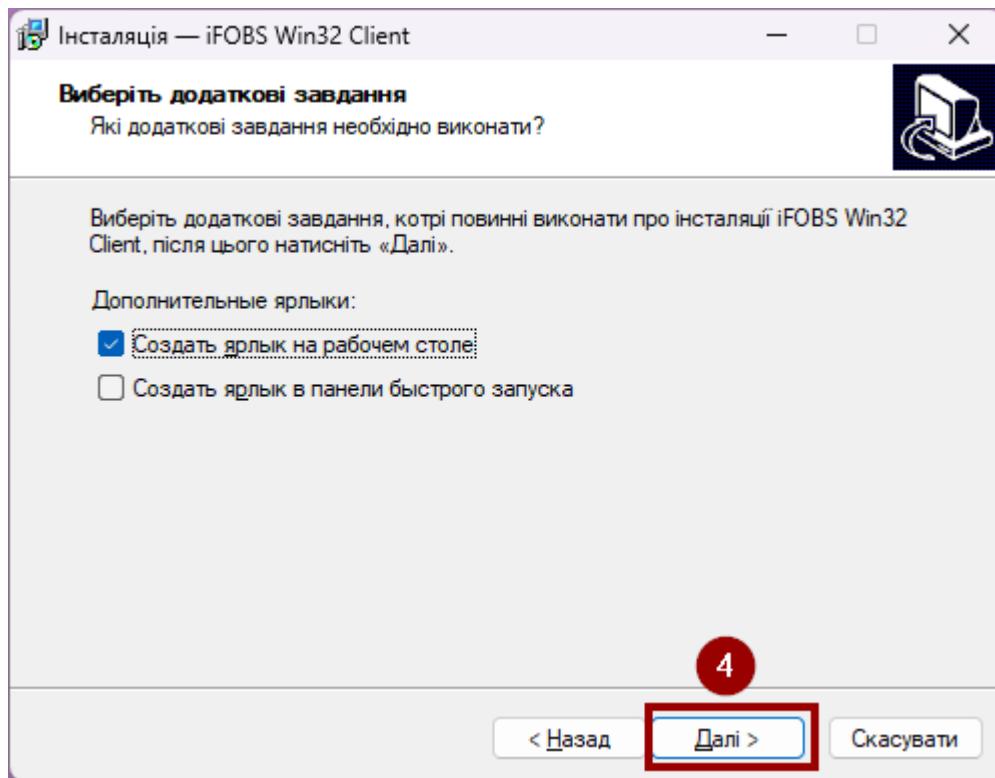 Інсталяція — iFOBS Win32 Client
Виберіть додаткові завдання
Які додаткові завдання необхідно виконати?
Виберіть додаткові завдання, котрі повинні виконати про інсталяції iFOBS Win32
Client, після цього натисніть «Далі».
Дополнительные ярлыки:
Создать ярлык на рабочем столе
Создать ярлык в панели быстрого запуска
4
< Назад
Далі >
Скасувати